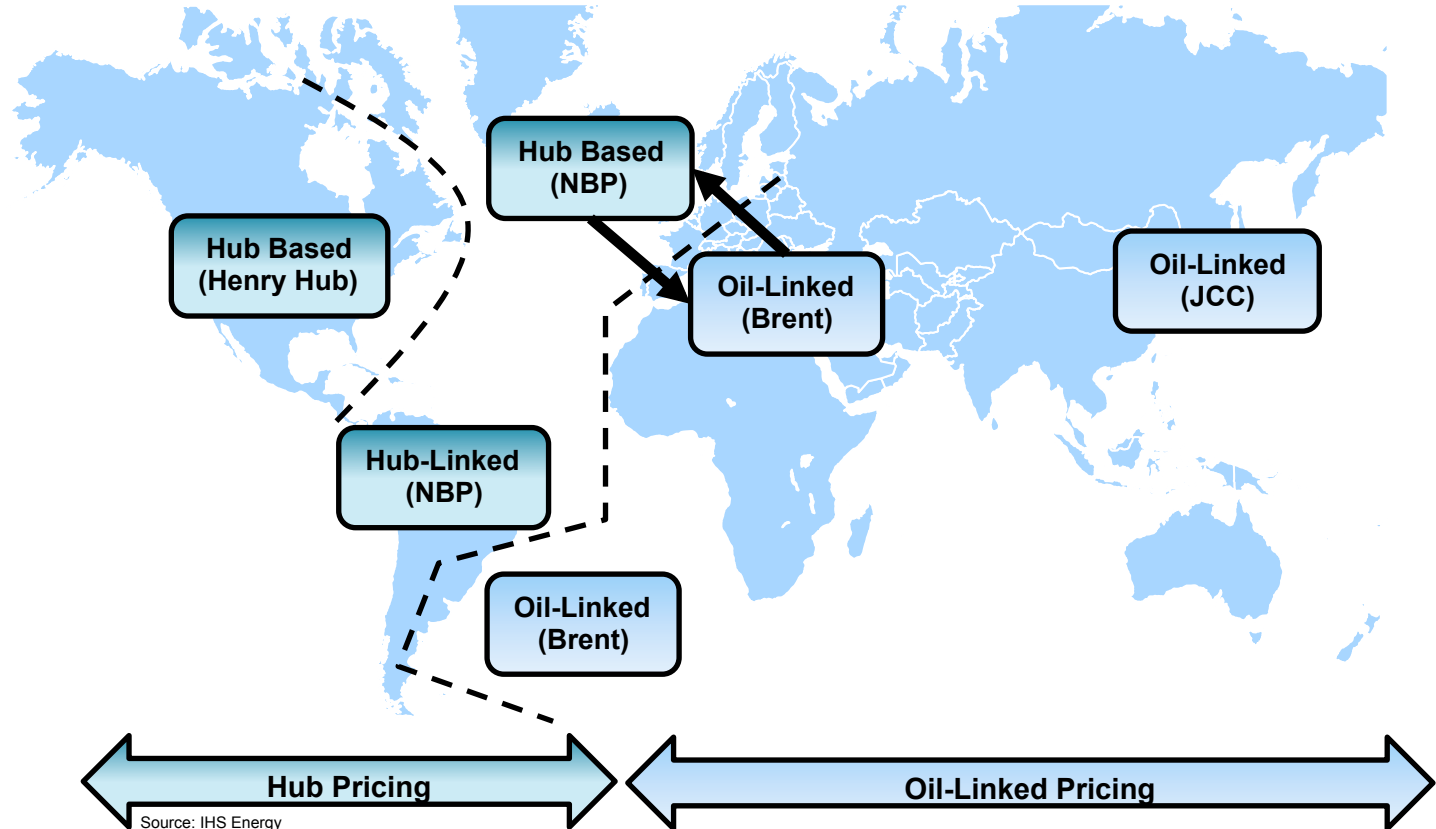 Hub Based
(NBP)
Hub Based
(Henry Hub)
Oil-Linked
(Brent)
Oil-Linked
(JCC)
Hub-Linked
(NBP)
Oil-Linked
(Brent)
Hub Pricing
Oil-Linked Pricing
Source: IHS Energy